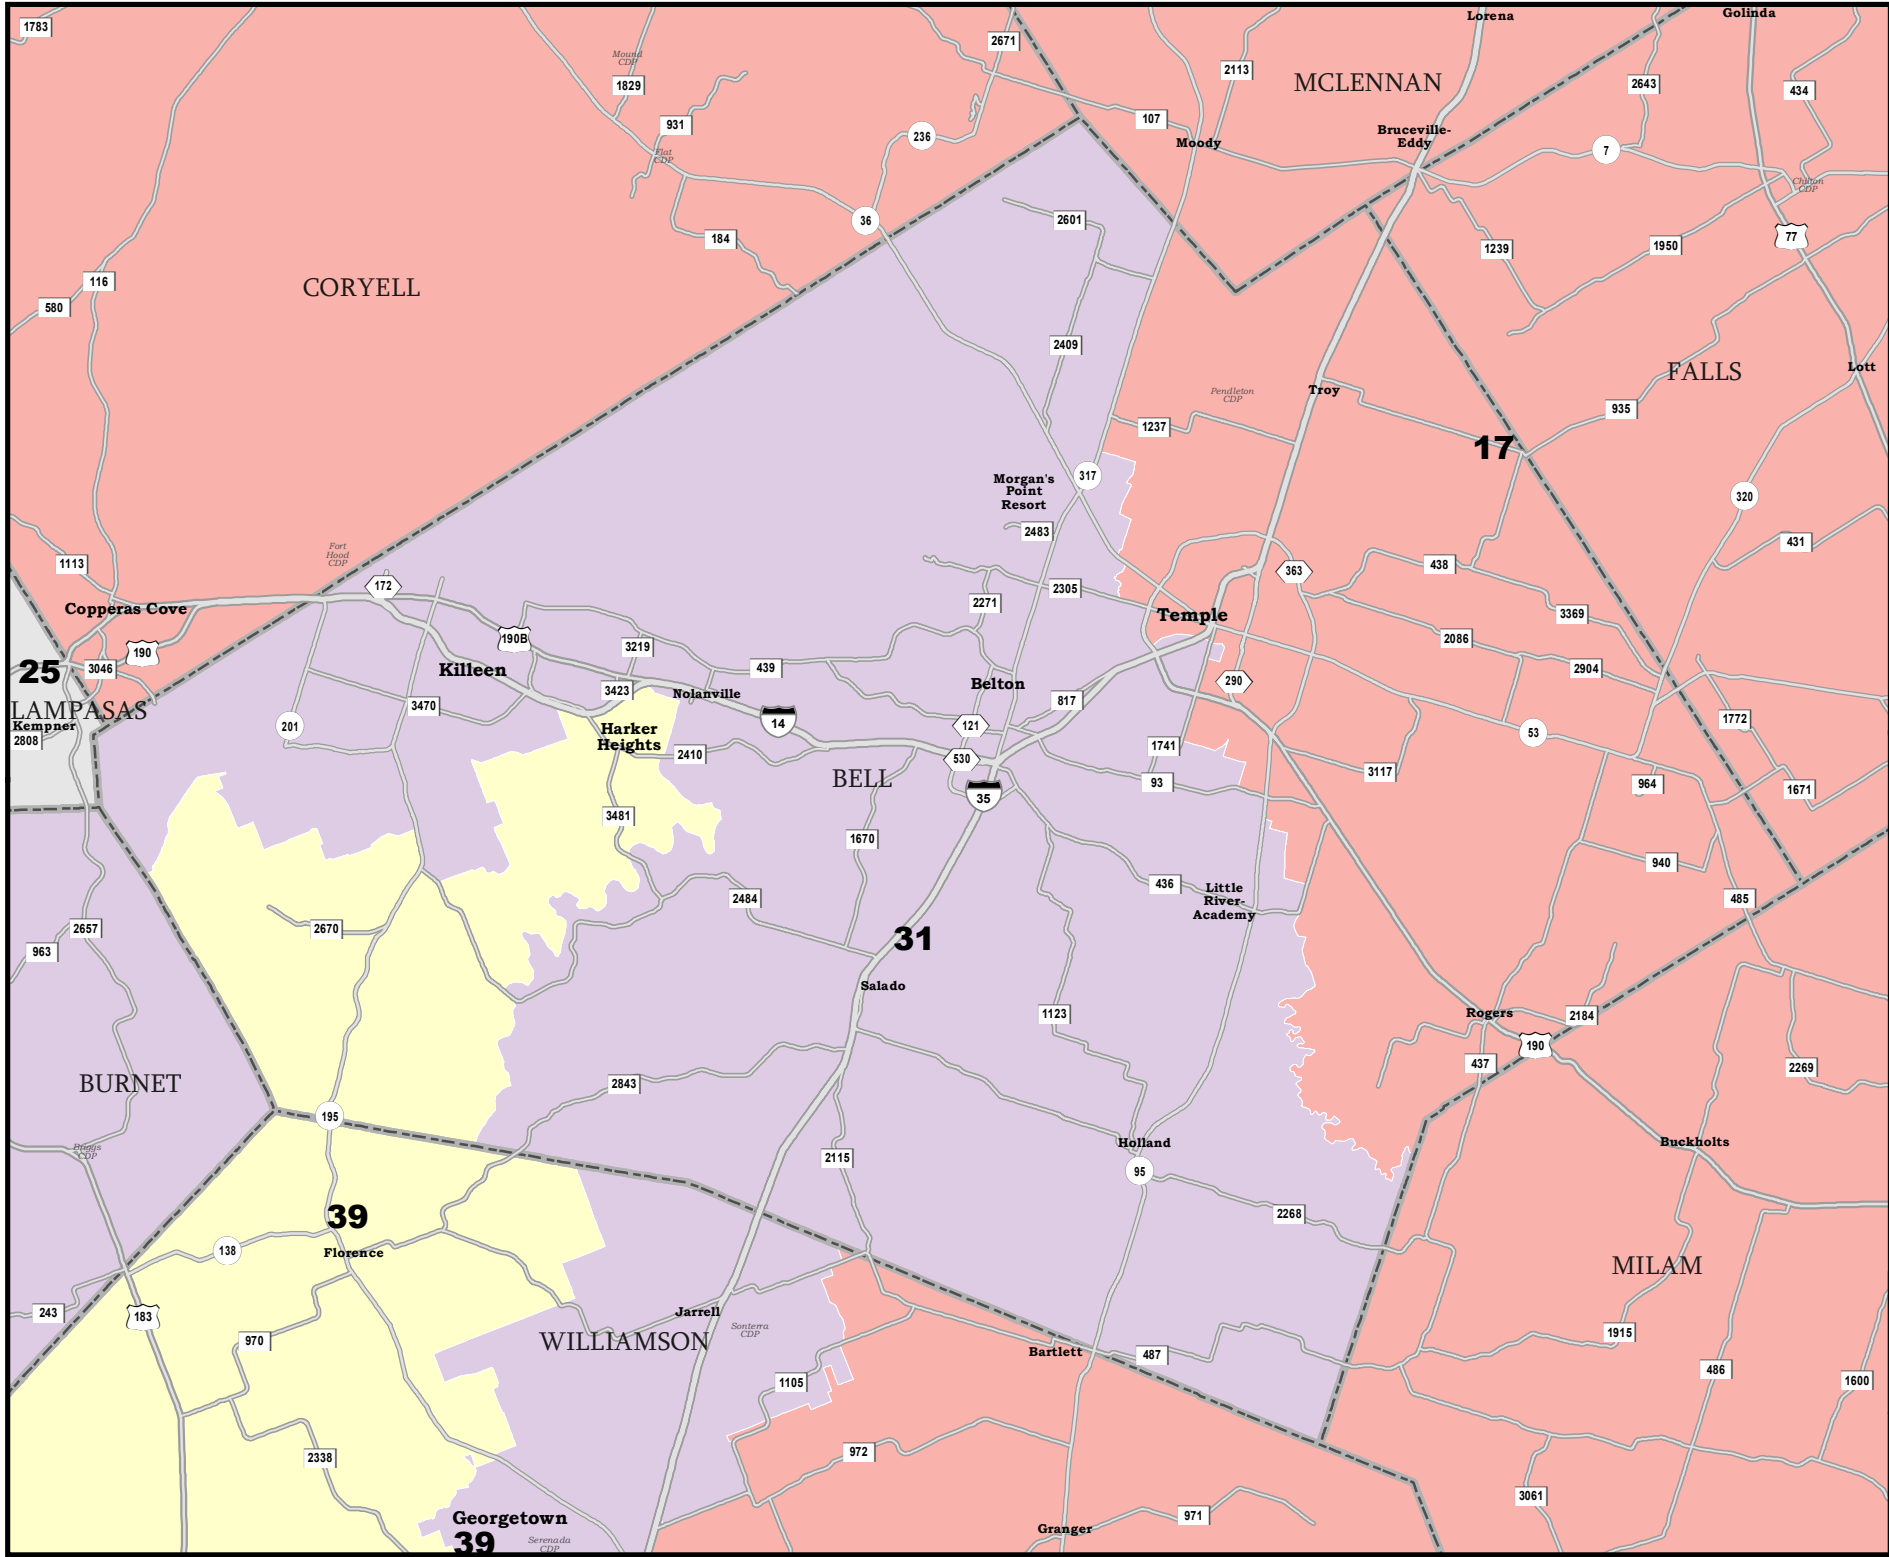 1783
Lorena
Golinda
2671
Mound
CDP
2113
MCLENNAN
1829
2643
434
931
107
236
Moody
Bruceville-
Eddy
7
Flat
CDP
Chilton
CDP
36
2601
184
1239
1950
77
116
CORYELL
580
2409
FALLS
Lott
Pendleton
CDP
Troy
935
1237
17
317
Morgan's
Point
Resort
320
2483
431
Fort
Hood
CDP
1113
438
363
172
2305
Copperas Cove
2271
Temple
3369
190B
2086
190
3219
25
3046
Killeen
439
2904
Belton
290
3423
Nolanville
817
LAMPASAS
3470
14
1772
Kempner
201
121
53
2808
Harker
Heights
1741
2410
530
BELL
93
3117
964
1671
35
3481
1670
940
436
Little
River-
Academy
2484
485
2657
2670
31
963
Salado
1123
Rogers
2184
190
437
2269
BURNET
2843
195
Holland
Buckholts
Briggs
CDP
2115
95
39
2268
138
Florence
MILAM
243
183
Jarrell
Sonterra
CDP
970
WILLIAMSON
1915
Bartlett
487
486
1105
1600
972
2338
3061
Georgetown
971
39
Granger
Serenada
CDP